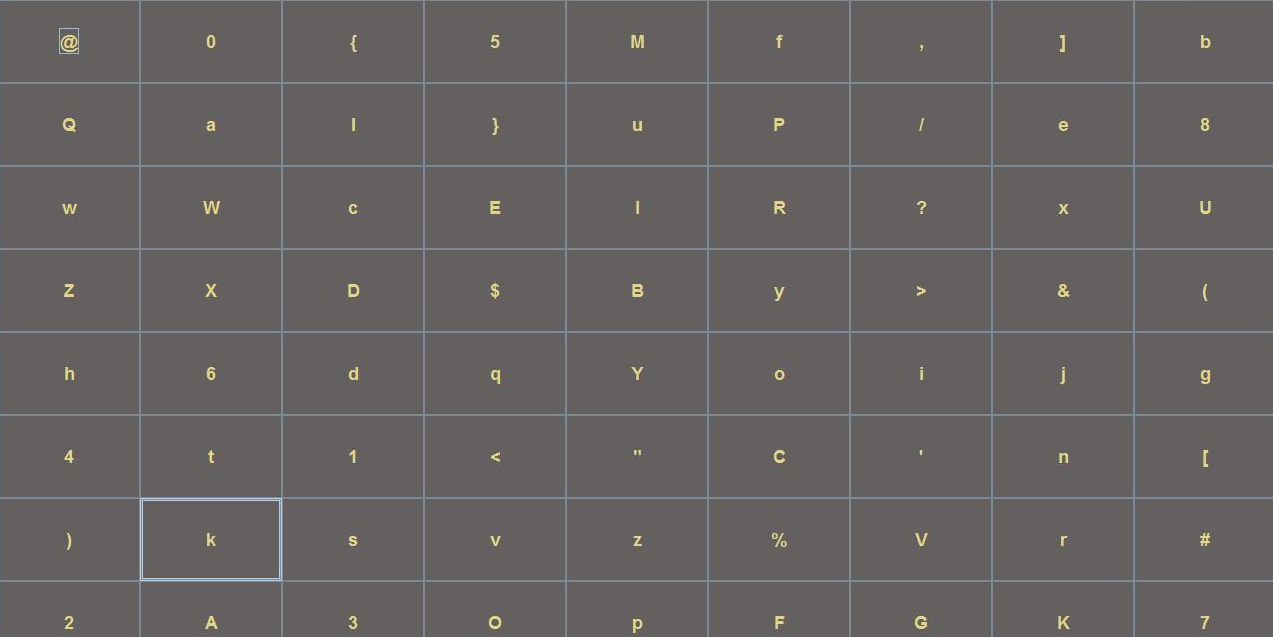 @ 0 { 5 M f , ] b
Q a l } u P / e 8
w W c E I R ? x U
Z X D $ B y > & (
h 6 d q Y o i j g
4 t 1 < " C ' n [
) k s v z % V r #
2 A 3 O p F G K 7